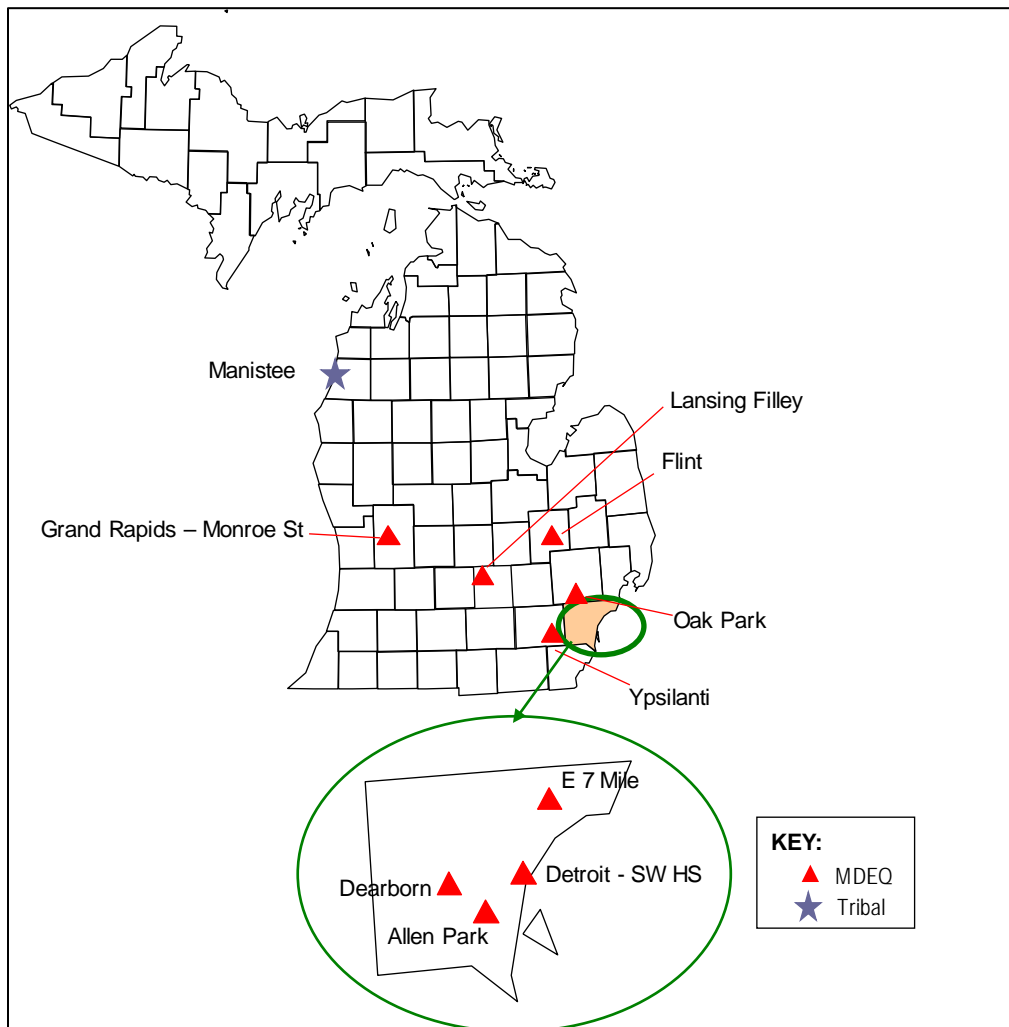 Manistee
Lansing Filley
Flint
Grand Rapids – Monroe St
Oak Park
Ypsilanti
E 7 Mile
Detroit - SW HS
Dearborn
Allen Park
KEY:
MDEQ
Tribal